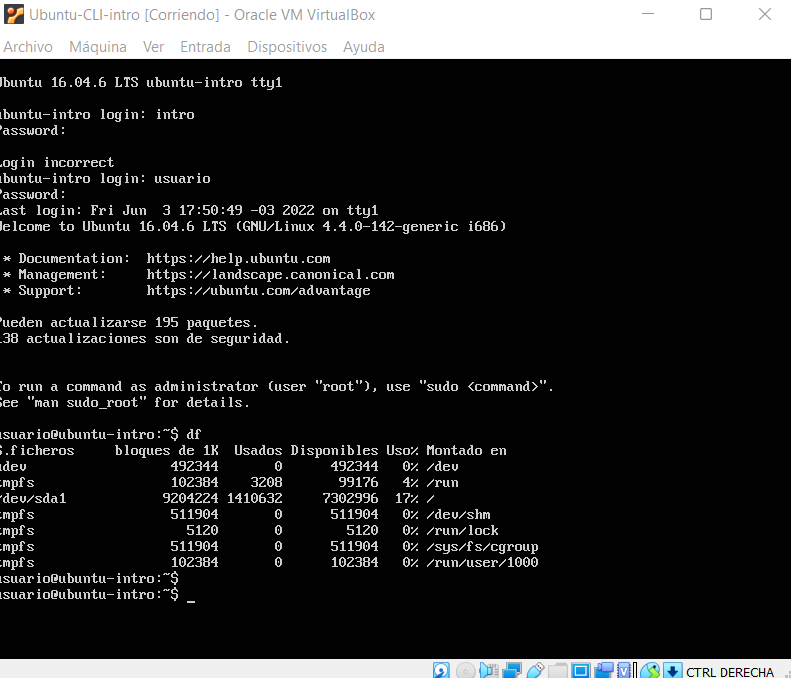 Ubuntu-CLI-intro [Corriendo] - Oracle VM VirtualBox
Archivo Máquina Ver Entrada Dispositivos Ayuda
Ubuntu 16.04.6 LTS ubuntu-intro tty1
ubuntu-intro login: intro
Password:
Login incorrect
ubuntu-intro login: usuario
Password:
Last login: Fri Jun  3 17:50:49 -03 2022 on tty1
Welcome to Ubuntu 16.04.6 LTS (GNU/Linux 4.4.0-142-generic i686)
* Documentation:  https://help.ubuntu.com
* Management:     https://landscape.canonical.com
* Support:        https://ubuntu.com/advantage
Pueden actualizarse 195 paquetes.
138 actualizaciones son de seguridad.
To run a command as administrator (user "root"), use "sudo <command>".
See "man sudo_root" for details.
usuario@ubuntu-intro:~$ df
S.ficheros     bloques de 1K  Usados Disponibles Uso% Montado en
udev                  492344       0      492344   0% /dev
tmpfs                 102384    3208       99176   4% /run
/dev/sda1            9204224 1410632     7302996  17% /
tmpfs                 511904       0      511904   0% /dev/shm
tmpfs                   5120       0        5120   0% /run/lock
tmpfs                 511904       0      511904   0% /sys/fs/cgroup
tmpfs                 102384       0      102384   0% /run/user/1000
usuario@ubuntu-intro:~$
usuario@ubuntu-intro:~$ _
CTRL DERECHA